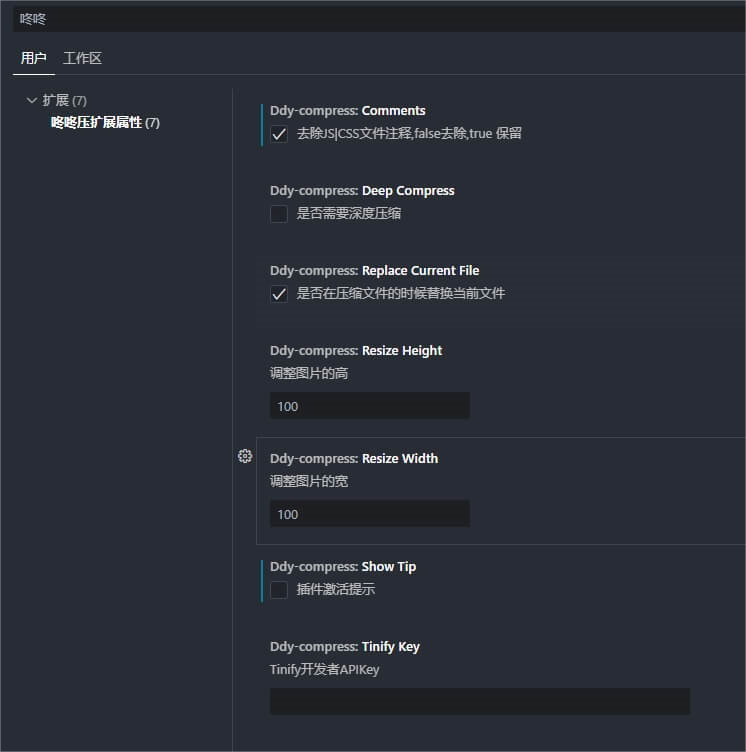 咚咚
用户 工作区
扩展 (7)
咚咚压扩展属性 (7)
Ddy-compress: Comments
去除JS|CSS文件注释,false去除,true 保留
Ddy-compress: Deep Compress
是否需要深度压缩
Ddy-compress: Replace Current File
是否在压缩文件的时候替换当前文件
Ddy-compress: Resize Height
调整图片的高
100
Ddy-compress: Resize Width
调整图片的宽
100
Ddy-compress: Show Tip
插件激活提示
Ddy-compress: Tinify Key
Tinify开发者APIKey